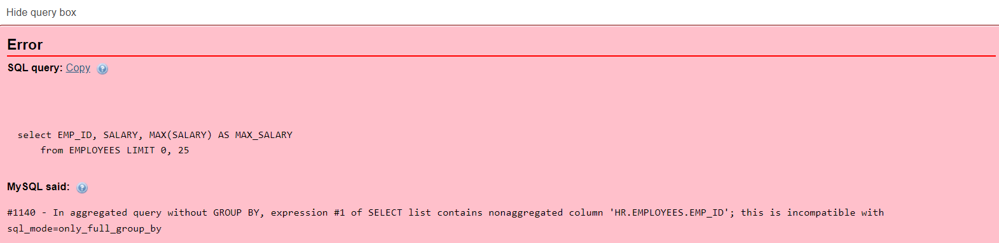 Hide query box
Error
SQL query: Copy
select EMP_ID, SALARY, MAX(SALARY) AS MAX_SALARY
from EMPLOYEES LIMIT 0, 25
MySQL said:
#1140 - In aggregated query without GROUP BY, expression #1 of SELECT list contains nonaggregated column 'HR.EMPLOYEES.EMP_ID'; this is incompatible with
sql_mode=only_full_group_by